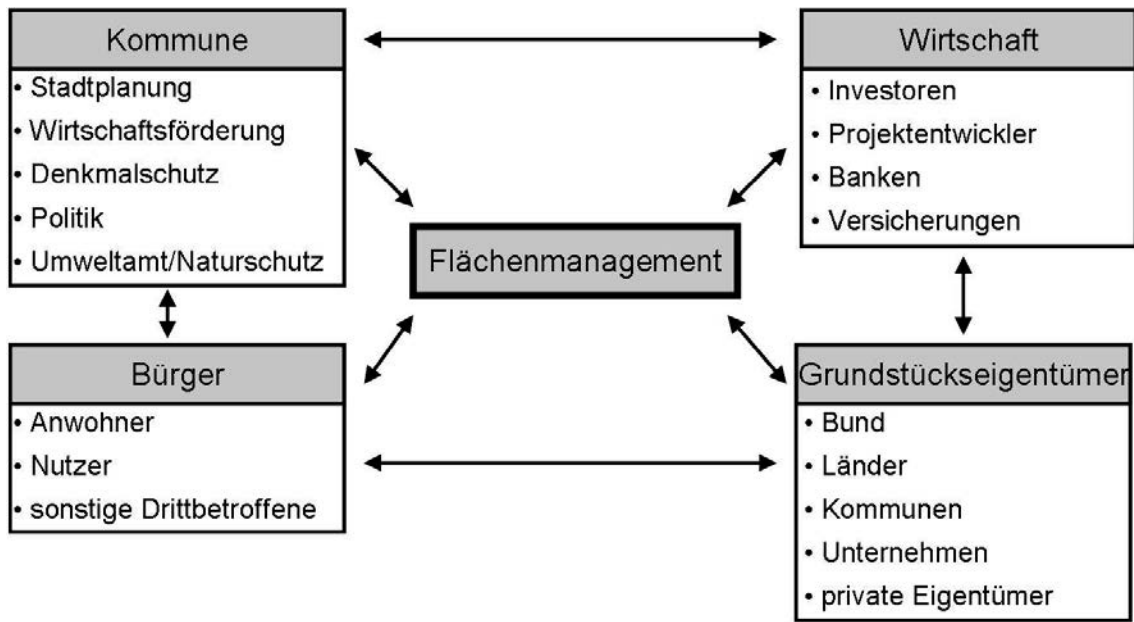 Kommune
• Stadtplanung
• Wirtschaftsförderung
• Denkmalschutz
• Politik
• Umweltamt/Naturschutz
Wirtschaft
• Investoren
• Projektentwickler
• Banken
• Versicherungen
Flächenmanagement
Bürger
• Anwohner
• Nutzer
• sonstige Drittbetroffene
Grundstückseigentümer
• Bund
• Länder
• Kommunen
• Unternehmen
• private Eigentümer